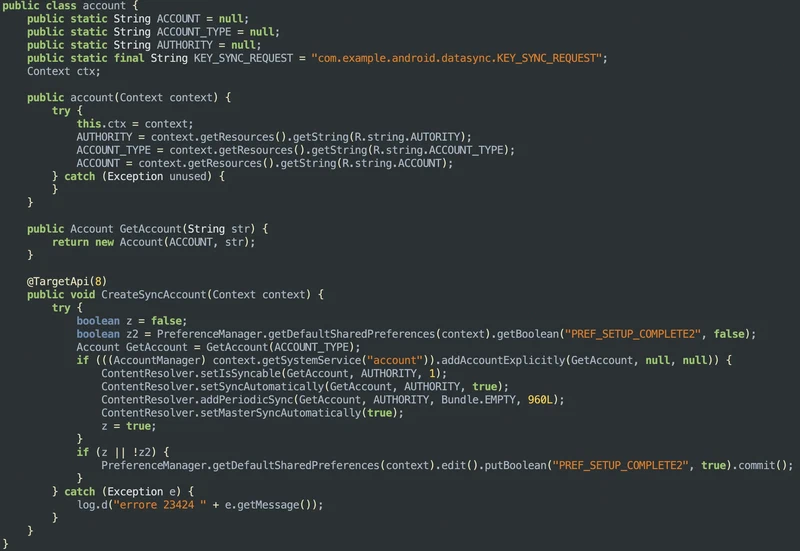 public class account {
    public static String ACCOUNT = null;
    public static String ACCOUNT_TYPE = null;
    public static String AUTHORITY = null;
    public static final String KEY_SYNC_REQUEST = "com.example.android.datasync.KEY_SYNC_REQUEST";
    Context ctx;

    public account(Context context) {
        try {
            this.ctx = context;
            AUTHORITY = context.getResources().getString(R.string.AUTORITY);
            ACCOUNT_TYPE = context.getResources().getString(R.string.ACCOUNT_TYPE);
            ACCOUNT = context.getResources().getString(R.string.ACCOUNT);
        } catch (Exception unused) {
        }
    }

    public Account GetAccount(String str) {
        return new Account(ACCOUNT, str);
    }

    @TargetApi(8)
    public void CreateSyncAccount(Context context) {
        try {
            boolean z = false;
            boolean z2 = PreferenceManager.getDefaultSharedPreferences(context).getBoolean("PREF_SETUP_COMPLETE2", false);
            Account GetAccount = GetAccount(ACCOUNT_TYPE);
            if (((AccountManager) context.getSystemService("account")).addAccountExplicitly(GetAccount, null, null)) {
                ContentResolver.setIsSyncable(GetAccount, AUTHORITY, 1);
                ContentResolver.setSyncAutomatically(GetAccount, AUTHORITY, true);
                ContentResolver.addPeriodicSync(GetAccount, AUTHORITY, Bundle.EMPTY, 960L);
                ContentResolver.setMasterSyncAutomatically(true);
                z = true;
            }
            if (z || !z2) {
                PreferenceManager.getDefaultSharedPreferences(context).edit().putBoolean("PREF_SETUP_COMPLETE2", true).commit();
            }
        } catch (Exception e) {
            log.d("errore 23424 " + e.getMessage());
        }
    }
}